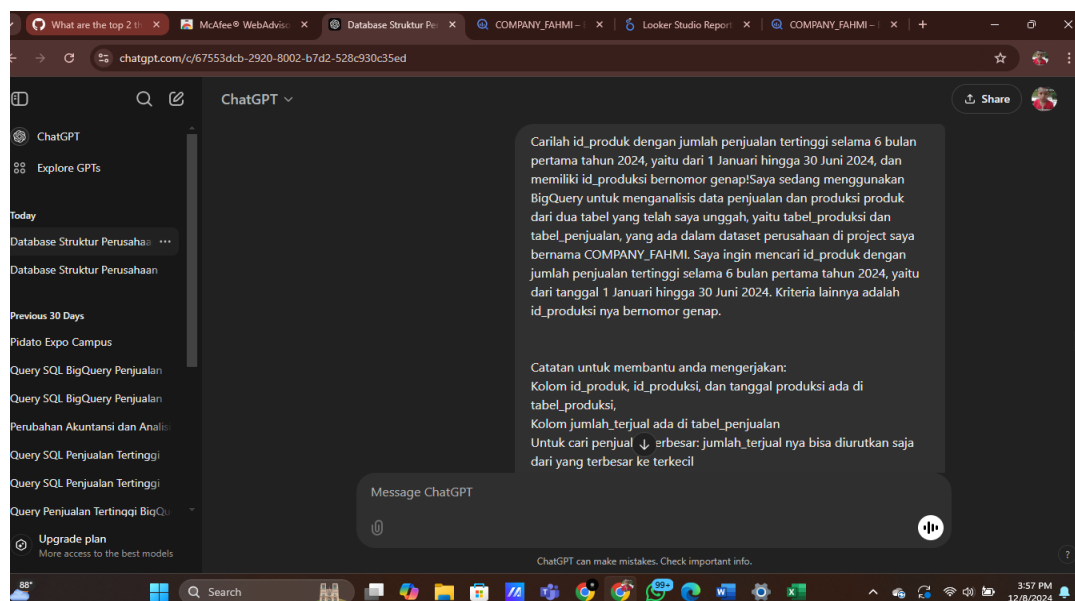 What are the top 2 th
McAfee® WebAdviso
Database Struktur Per
COMPANY_FAHMI –
Looker Studio Report
COMPANY_FAHMI –
chatgpt.com/c/67553dcb-2920-8002-b7d2-528c930c35ed
ChatGPT
Share
ChatGPT
Explore GPTs
Today
Database Struktur Perusahaa
Database Struktur Perusahaan
Previous 30 Days
Pidato Expo Campus
Query SQL BigQuery Penjualan
Query SQL BigQuery Penjualan
Perubahan Akuntansi dan Analis
Query SQL Penjualan Tertinggi
Query SQL Penjualan Tertinggi
Query Penjualan Tertinggi BigQu
Upgrade plan
More access to the best models
Carilah id_produk dengan jumlah penjualan tertinggi selama 6 bulan
pertama tahun 2024, yaitu dari 1 Januari hingga 30 Juni 2024, dan
memiliki id_produksi bernomor genap!Saya sedang menggunakan
BigQuery untuk menganalisis data penjualan dan produksi produk
dari dua tabel yang telah saya unggah, yaitu tabel_produksi dan
tabel_penjualan, yang ada dalam dataset perusahaan di project saya
bernama COMPANY_FAHMI. Saya ingin mencari id_produk dengan
jumlah penjualan tertinggi selama 6 bulan pertama tahun 2024, yaitu
dari tanggal 1 Januari hingga 30 Juni 2024. Kriteria lainnya adalah
id_produksi nya bernomor genap.
Catatan untuk membantu anda mengerjakan:
Kolom id_produk, id_produksi, dan tanggal produksi ada di
tabel_produksi,
Kolom jumlah_terjual ada di tabel_penjualan
Untuk cari penjual erbesar: jumlah_terjual nya bisa diurutkan saja
dari yang terbesar ke terkecil
Message ChatGPT
ChatGPT can make mistakes. Check important info.
?
88°
Search
99+
3:57 PM
12/8/2024